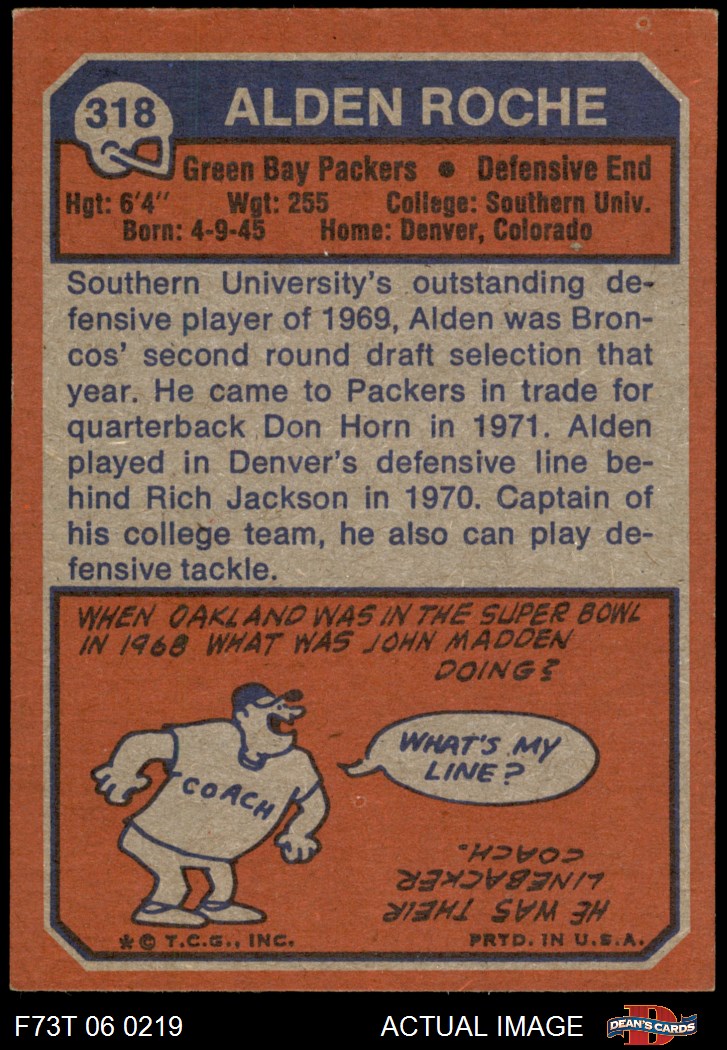 318
ALDEN ROCHE
Green Bay Packers • Defensive End
Hgt: 6'4" Wgt: 255 College: Southern Univ.
Born: 4-9-45 Home: Denver, Colorado
Southern University's outstanding de-
fensive player of 1969, Alden was Bron-
cos' second round draft selection that
year. He came to Packers in trade for
quarterback Don Horn in 1971. Alden
played in Denver's defensive line be-
hind Rich Jackson in 1970. Captain of
his college team, he also can play de-
fensive tackle.
WHEN OAKLAND WAS IN THE SUPER BOWL
IN 1968 WHAT WAS JOHN MADDEN
DOING?
COACH
WHAT'S MY
LINE?
HE WAS THEIR
LINEBACKER
COACH.
* © T.C.G., INC.
PRTD. IN U.S.A.
F73T 06 0219
ACTUAL IMAGE
D
DEAN'S CARDS